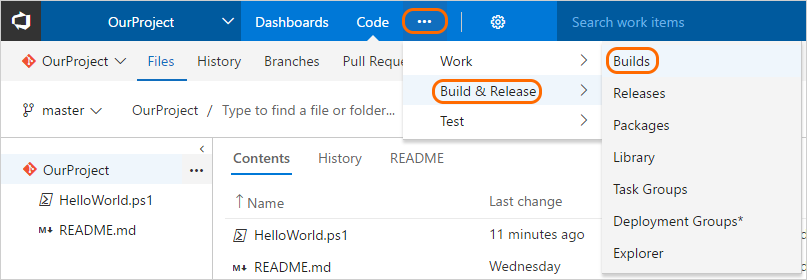 OurProject Dashboards Code ··· Search work items
OurProject Files History Branches Pull Reque
Work
Build & Release
Test
Builds
Releases
Packages
Library
Task Groups
Deployment Groups*
Explorer
master OurProject / Type to find a file or folder...
OurProject ···
HelloWorld.ps1
README.md
Contents History README
Name Last change
HelloWorld.ps1 11 minutes ago
README.md Wednesday